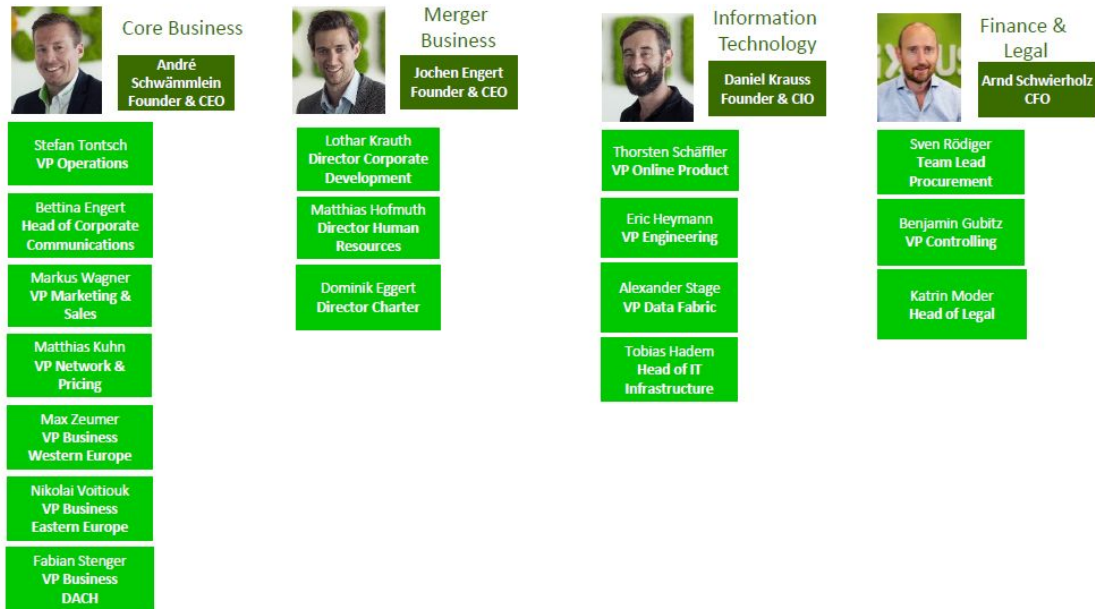 Core Business
André
Schwämmlein
Founder & CEO
Stefan Tontsch
VP Operations
Bettina Engert
Head of Corporate
Communications
Markus Wagner
VP Marketing &
Sales
Matthias Kuhn
VP Network &
Pricing
Max Zeumer
VP Business
Western Europe
Nikolai Voitiouk
VP Business
Eastern Europe
Fabian Stenger
VP Business
DACH
Merger
Business
Jochen Engert
Founder & CEO
Lothar Krauth
Director Corporate
Development
Matthias Hofmuth
Director Human
Resources
Dominik Eggert
Director Charter
Information
Technology
Daniel Krauss
Founder & CIO
Thorsten Schäffler
VP Online Product
Eric Heymann
VP Engineering
Alexander Stage
VP Data Fabric
Tobias Hadem
Head of IT
Infrastructure
Finance &
Legal
Arnd Schwierholz
CFO
Sven Rödiger
Team Lead
Procurement
Benjamin Gubitz
VP Controlling
Katrin Moder
Head of Legal